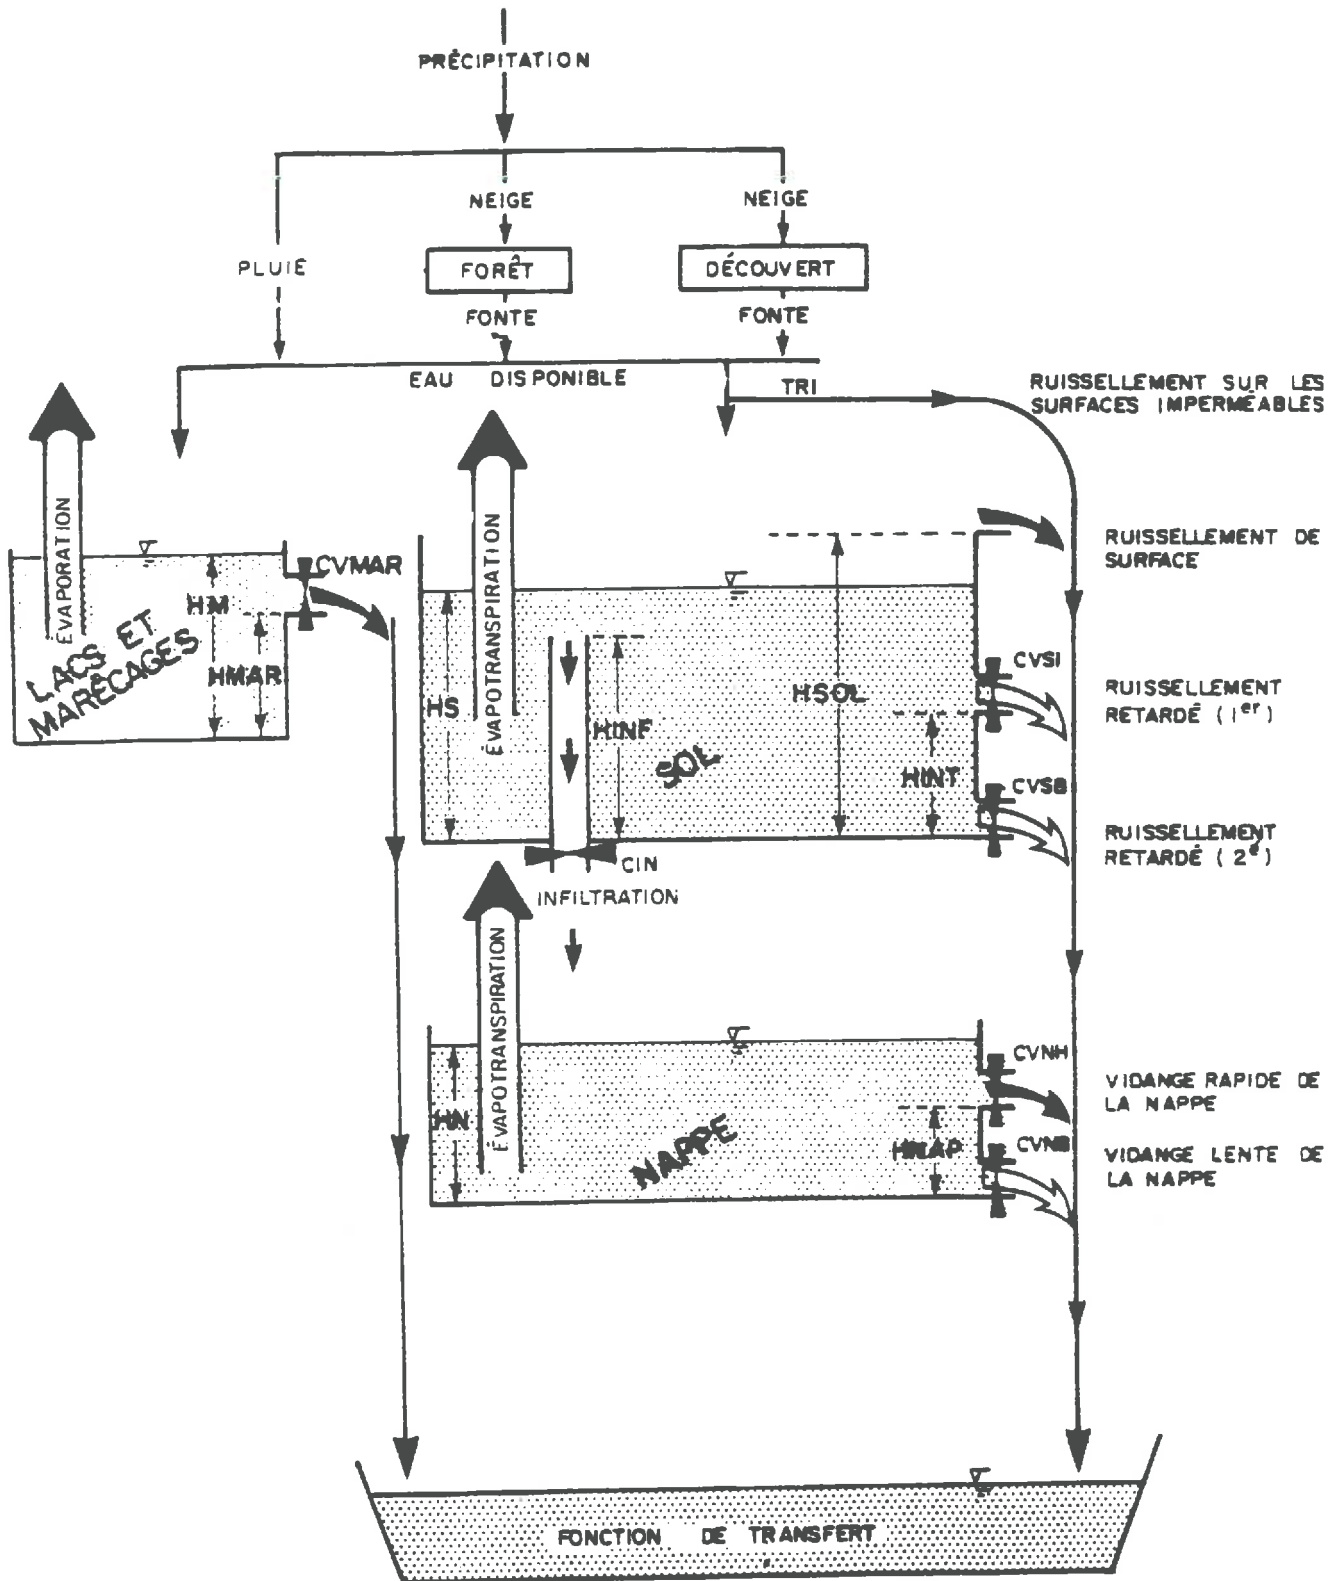 PRÉCIPITATION
NEIGE
NEIGE
PLUIE
FORÊT
DÉCOUVERT
FONTE
FONTE
EAU DISPONIBLE
TRI
RUISSELLEMENT SUR LES
SURFACES IMPERMÉABLES
ÉVAPORATION
CVMAR
HM
HMAR
LACS ET
MARÉCAGES
ÉVAPOTRANSPIRATION
HS
HINF
SOL
HSOL
HINT
RUISSELLEMENT DE
SURFACE
CVSI
RUISSELLEMENT
RETARDÉ (1er)
CVSB
RUISSELLEMENT
RETARDÉ (2e)
CIN
INFILTRATION
ÉVAPOTRANSPIRATION
HN
NAPPE
HNAP
CVNH
VIDANGE RAPIDE DE
LA NAPPE
CVNB
VIDANGE LENTE DE
LA NAPPE
FONCTION DE TRANSFERT